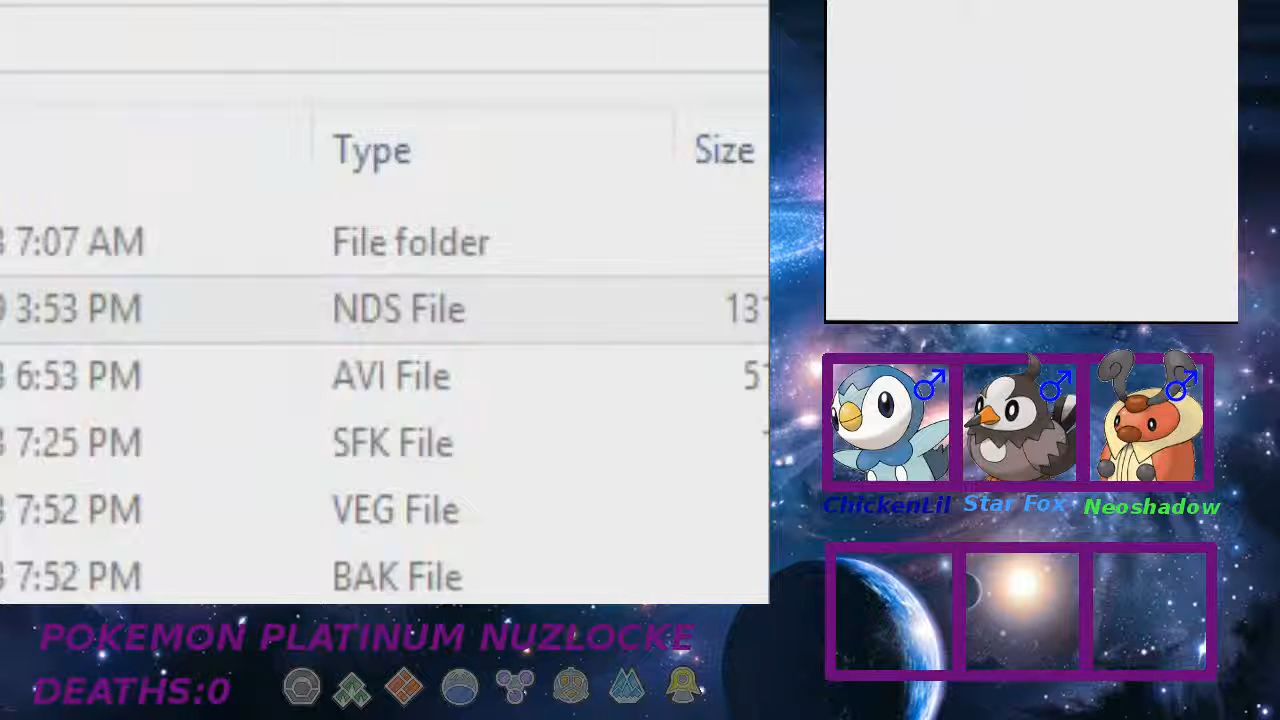 Type Size
7:07 AM File folder
3:53 PM NDS File
6:53 PM AVI File
7:25 PM SFK File
7:52 PM VEG File
7:52 PM BAK File
ChickenLil Star Fox Neoshadow
POKEMON PLATINUM NUZLOCKE
DEATHS:0